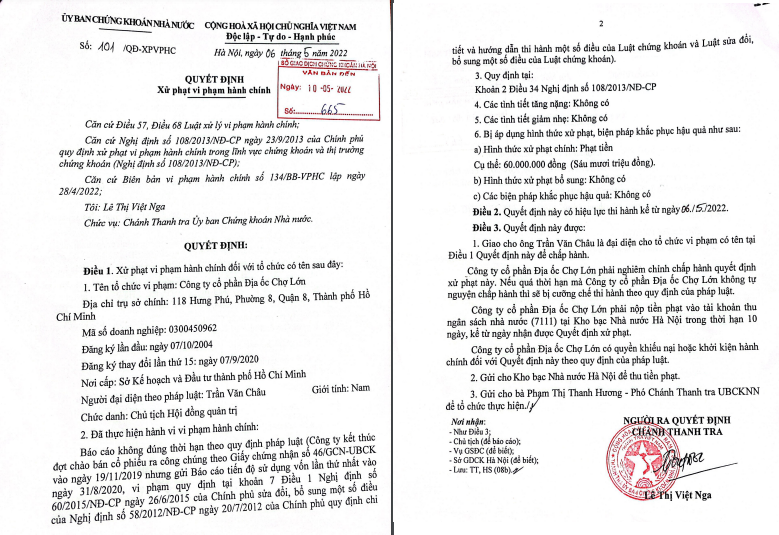 ỦY BAN CHỨNG KHOÁN NHÀ NƯỚC
CỘNG HOÀ XÃ HỘI CHỦ NGHĨA VIỆT NAM
Độc lập - Tự do - Hạnh phúc
Số: 101 /QĐ-XPVPHC
Hà Nội, ngày 06 tháng 5 năm 2022
SỞ GIAO DỊCH CHỨNG KHOÁN HÀ NỘI
VĂN BẢN ĐẾN
Ngày: 10-05-2022
Số: 665
QUYẾT ĐỊNH
Xử phạt vi phạm hành chính
Căn cứ Điều 57, Điều 68 Luật xử lý vi phạm hành chính;
Căn cứ Nghị định số 108/2013/NĐ-CP ngày 23/9/2013 của Chính phủ
quy định xử phạt vi phạm hành chính trong lĩnh vực chứng khoán và thị trường
chứng khoán (Nghị định số 108/2013/NĐ-CP);
Căn cứ Biên bản vi phạm hành chính số 134/BB-VPHC lập ngày
28/4/2022;
Tôi: Lê Thị Việt Nga
Chức vụ: Chánh Thanh tra Ủy ban Chứng khoán Nhà nước.
QUYẾT ĐỊNH:
Điều 1. Xử phạt vi phạm hành chính đối với tổ chức có tên sau đây:
1. Tên tổ chức vi phạm: Công ty cổ phần Địa ốc Chợ Lớn
Địa chỉ trụ sở chính: 118 Hưng Phú, Phường 8, Quận 8, Thành phố Hồ
Chí Minh
Mã số doanh nghiệp: 0300450962
Đăng ký lần đầu: ngày 07/10/2004
Đăng ký thay đổi lần thứ 15: ngày 07/9/2020
Nơi cấp: Sở Kế hoạch và Đầu tư thành phố Hồ Chí Minh
Người đại diện theo pháp luật: Trần Văn Châu Giới tính: Nam
Chức danh: Chủ tịch Hội đồng quản trị
2. Đã thực hiện hành vi vi phạm hành chính:
Báo cáo không đúng thời hạn theo quy định pháp luật (Công ty kết thúc
đợt chào bán cổ phiếu ra công chúng theo Giấy chứng nhận số 46/GCN-UBCK
vào ngày 19/11/2019 nhưng gửi Báo cáo tiến độ sử dụng vốn lần thứ nhất vào
ngày 31/8/2020, vi phạm quy định tại khoản 7 Điều 1 Nghị định số
60/2015/NĐ-CP ngày 26/6/2015 của Chính phủ sửa đổi, bổ sung một số điều
của Nghị định số 58/2012/NĐ-CP ngày 20/7/2012 của Chính phủ quy định chi
2
tiết và hướng dẫn thi hành một số điều của Luật chứng khoán và Luật sửa đổi,
bổ sung một số điều của Luật chứng khoán).
3. Quy định tại:
Khoản 2 Điều 34 Nghị định số 108/2013/NĐ-CP
4. Các tình tiết tăng nặng: Không có
5. Các tình tiết giảm nhẹ: Không có
6. Bị áp dụng hình thức xử phạt, biện pháp khắc phục hậu quả như sau:
a) Hình thức xử phạt chính: Phạt tiền
Cụ thể: 60.000.000 đồng (Sáu mươi triệu đồng).
b) Hình thức xử phạt bổ sung: Không có
c) Các biện pháp khắc phục hậu quả: Không có
Điều 2. Quyết định này có hiệu lực thi hành kể từ ngày 06/5/2022.
Điều 3. Quyết định này được:
1. Giao cho ông Trần Văn Châu là đại diện cho tổ chức vi phạm có tên tại
Điều 1 Quyết định này để chấp hành.
Công ty cổ phần Địa ốc Chợ Lớn phải nghiêm chỉnh chấp hành quyết định
xử phạt này. Nếu quá thời hạn mà Công ty cổ phần Địa ốc Chợ Lớn không tự
nguyện chấp hành thì sẽ bị cưỡng chế thi hành theo quy định của pháp luật.
Công ty cổ phần Địa ốc Chợ Lớn phải nộp tiền phạt vào tài khoản thu
ngân sách nhà nước (7111) tại Kho bạc Nhà nước Hà Nội trong thời hạn 10
ngày, kể từ ngày nhận được Quyết định xử phạt.
Công ty cổ phần Địa ốc Chợ Lớn có quyền khiếu nại hoặc khởi kiện hành
chính đối với Quyết định này theo quy định của pháp luật.
2. Gửi cho Kho bạc Nhà nước Hà Nội để thu tiền phạt.
3. Gửi cho bà Phạm Thị Thanh Hương - Phó Chánh Thanh tra UBCKNN
để tổ chức thực hiện./.
Nơi nhận:
- Như Điều 3;
- Chủ tịch (để báo cáo);
- Vụ GSĐC (để biết);
- Sở GDCK Hà Nội (để biết);
- Lưu: TT, HS (08b).
NGƯỜI RA QUYẾT ĐỊNH
CHÁNH THANH TRA
Lê Thị Việt Nga